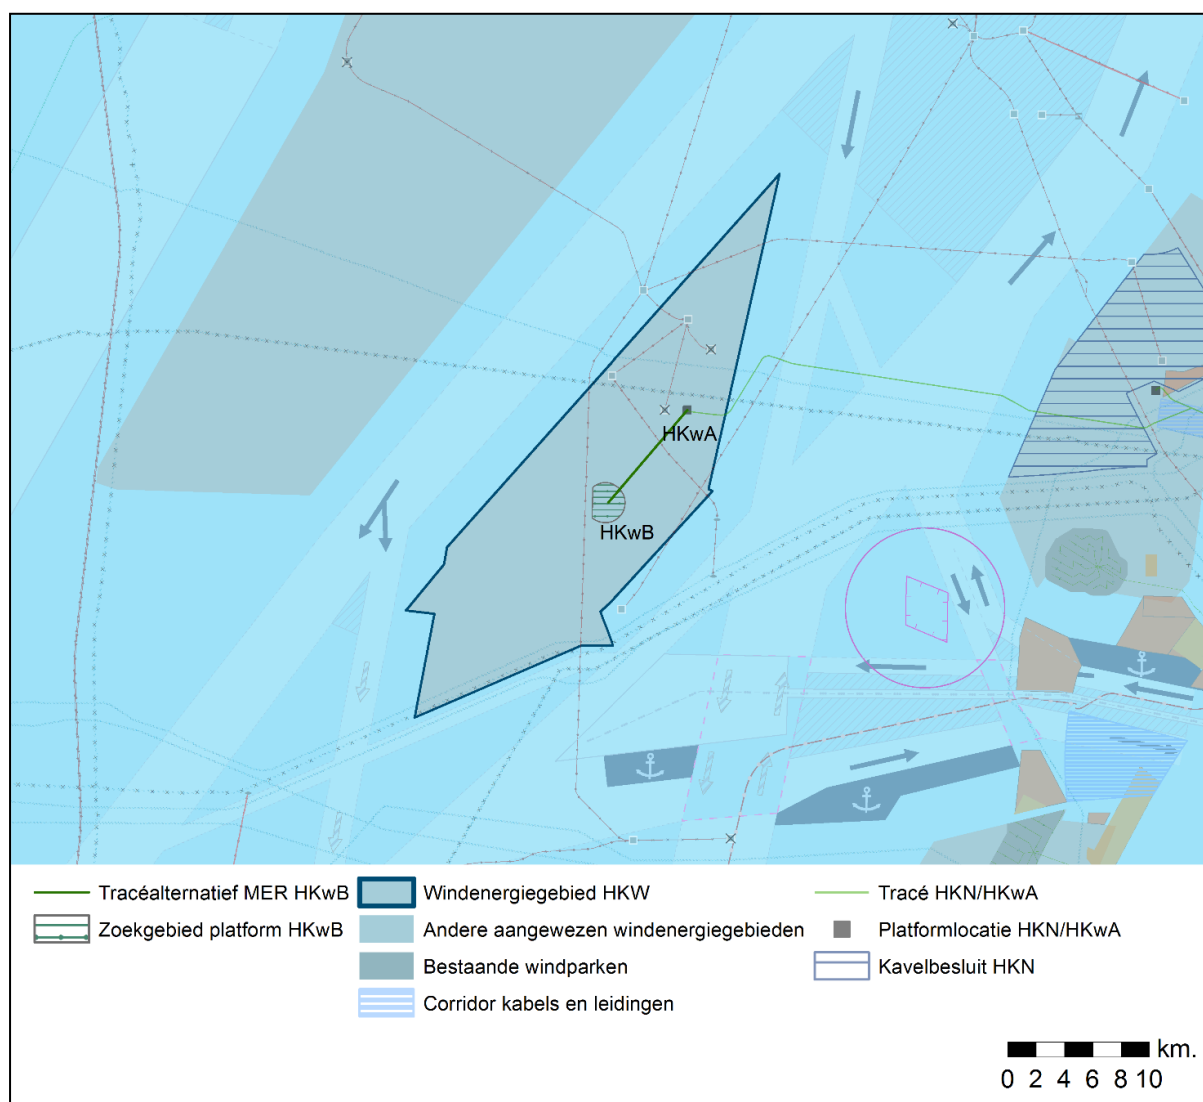 HKwA
HKwB
Tracéalternatief MER HKwB
Zoekgebied platform HKwB
Windenergiegebied HKW
Andere aangewezen windenergiegebieden
Bestaande windparken
Corridor kabels en leidingen
Tracé HKN/HKwA
Platformlocatie HKN/HKwA
Kavelbesluit HKN
km.
0 2 4 6 8 10